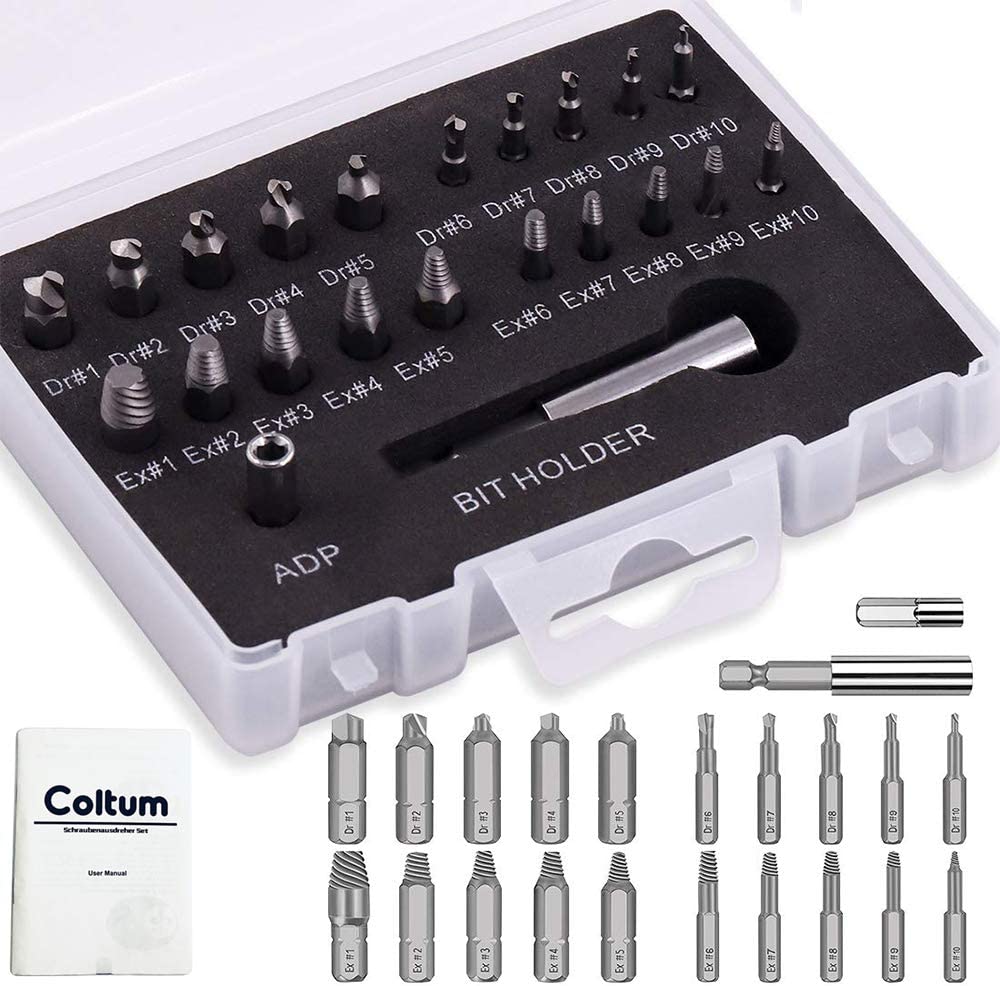 Dr#1 Dr#2 Dr#3 Dr#4 Dr#5 Dr#6 Dr#7 Dr#8 Dr#9 Dr#10
Ex#1 Ex#2 Ex#3 Ex#4 Ex#5 Ex#6 Ex#7 Ex#8 Ex#9 Ex#10
ADP
BIT HOLDER
Coltum
Schraubenausdreher Set
User Manual
Dr #1
Dr #2
Dr #3
Dr #4
Dr #5
Dr #6
Dr #7
Dr #8
Dr #9
Dr #10
Ex #1
Ex #2
Ex #3
Ex #4
Ex #5
Ex #6
Ex #7
Ex #8
Ex #9
Ex #10